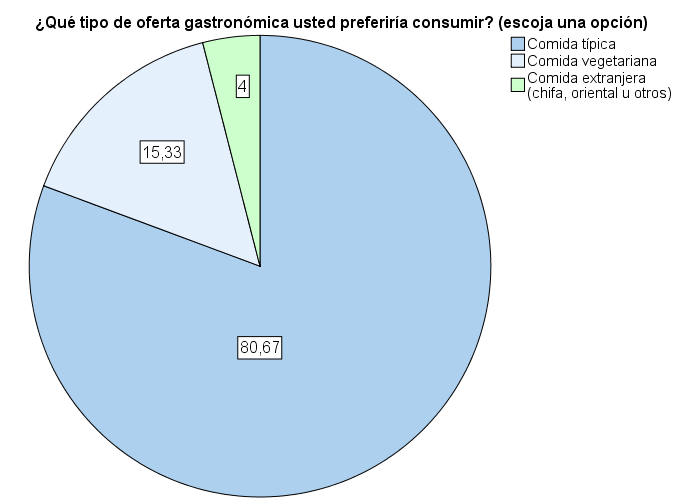 ¿Qué tipo de oferta gastronómica usted preferiría consumir? (escoja una opción)
Comida típica
Comida vegetariana
Comida extranjera
(chifa, oriental u otros)
4
15,33
80,67